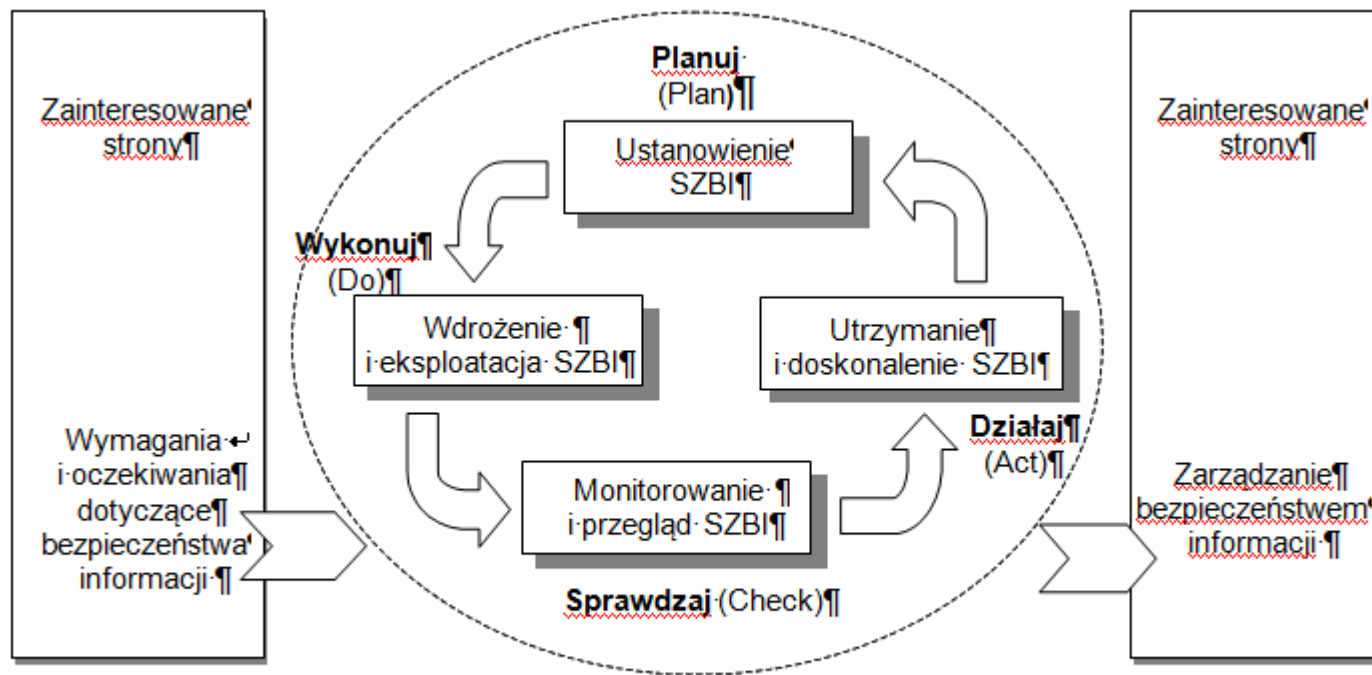 Zainteresowane
strony¶
Wymagania·↵
i·oczekiwania¶
dotyczące¶
bezpieczeństwa
informacji·¶
Planuj·
(Plan)¶
Ustanowienie
SZBI¶
Wykonuj¶
(Do)¶
Wdrożenie·¶
i·eksploatacja·SZBI¶
Utrzymanie¶
i·doskonalenie·SZBI¶
Działaj¶
(Act)¶
Monitorowanie·¶
i·przegląd·SZBI¶
Sprawdzaj·(Check)¶
Zainteresowane
strony¶
Zarządzanie¶
bezpieczeństwem
informacji·¶